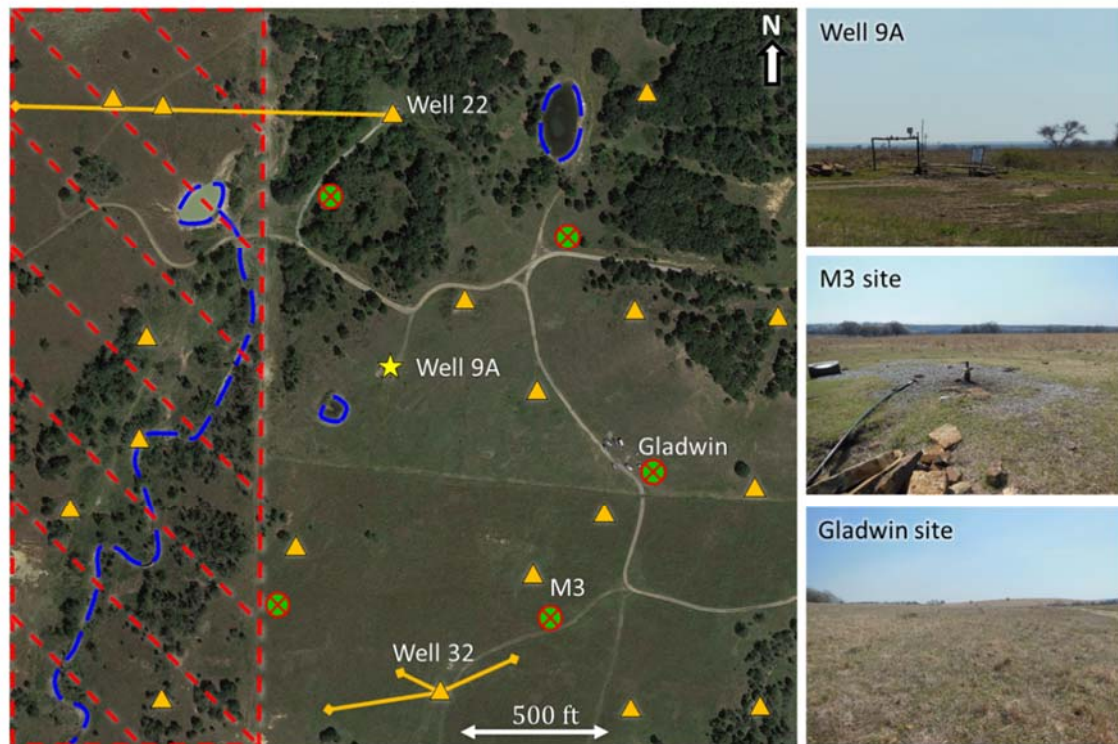 N
Well 22
Well 9A
Gladwin
M3
Well 32
500 ft
Well 9A
M3 site
Gladwin site